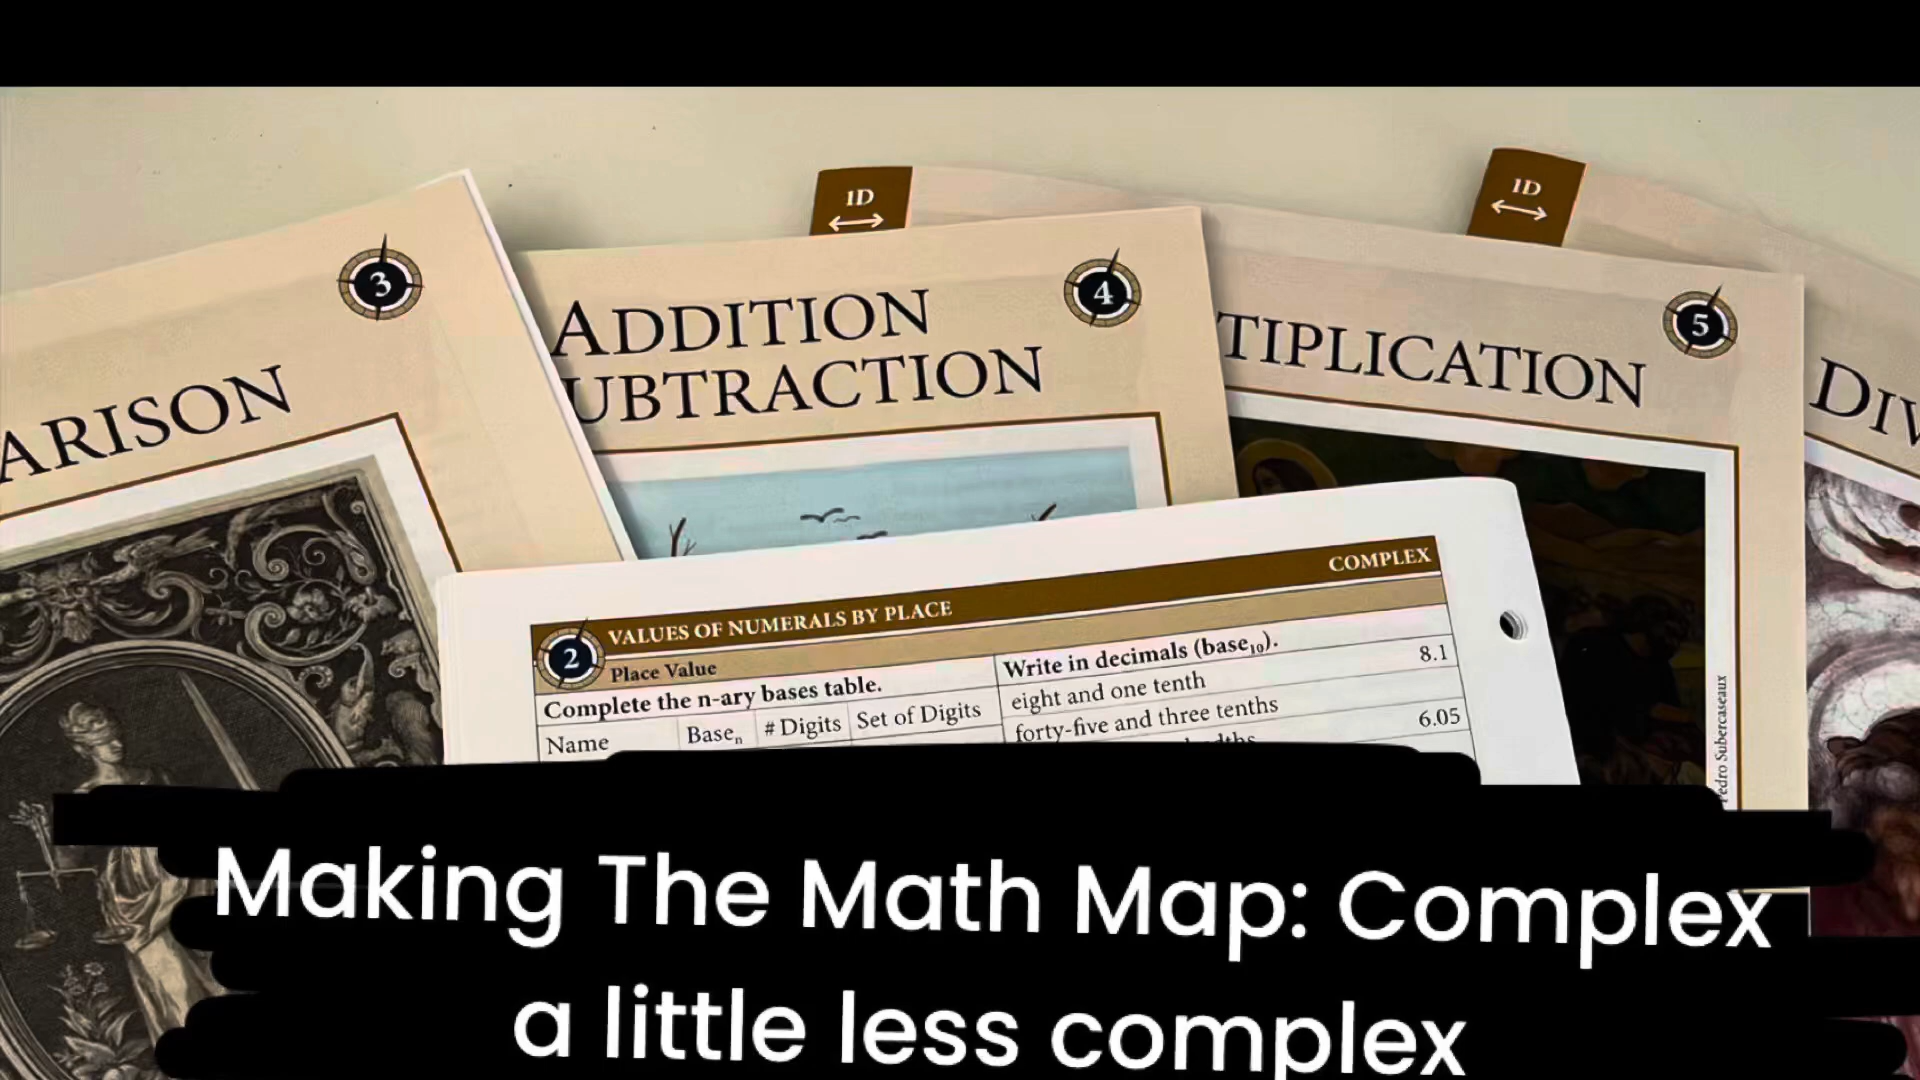 1D
1D
3
ARISON
ADDITION
UBTRACTION
4
TIPLICATION
5
DIV
COMPLEX
2
VALUES OF NUMERALS BY PLACE
Place Value
Complete the n-ary bases table.
Name
Baseₙ
# Digits
Set of Digits
Write in decimals (base₁₀).
eight and one tenth
8.1
forty-five and three tenths
6.05
Pedro Subercaseaux
Making The Math Map: Complex
a little less complex